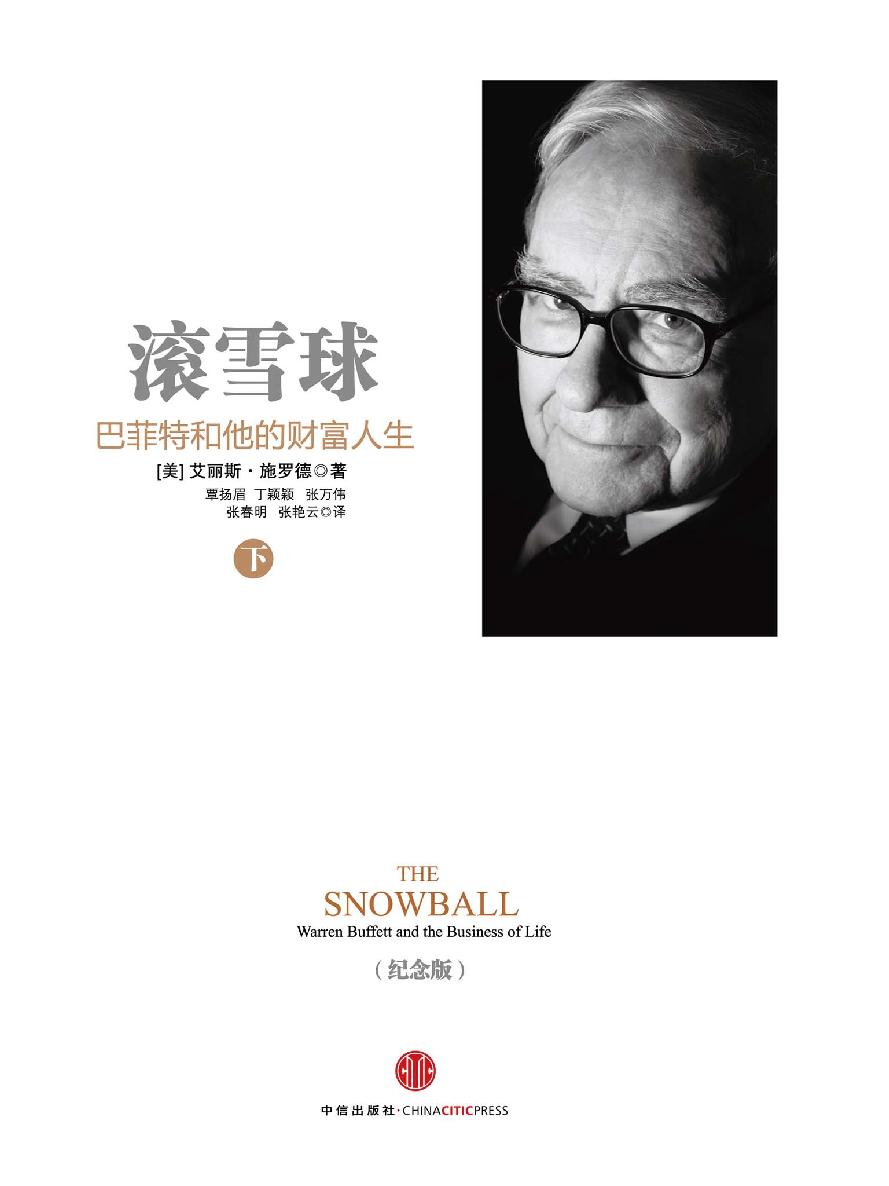 滚雪球
巴菲特和他的财富人生
[美] 艾丽斯·施罗德◎著
覃扬眉 丁颖颖 张万伟
张春明 张艳云◎译
下
THE
SNOWBALL
Warren Buffett and the Business of Life
（纪念版）
中信出版社·CHINACITICPRESS